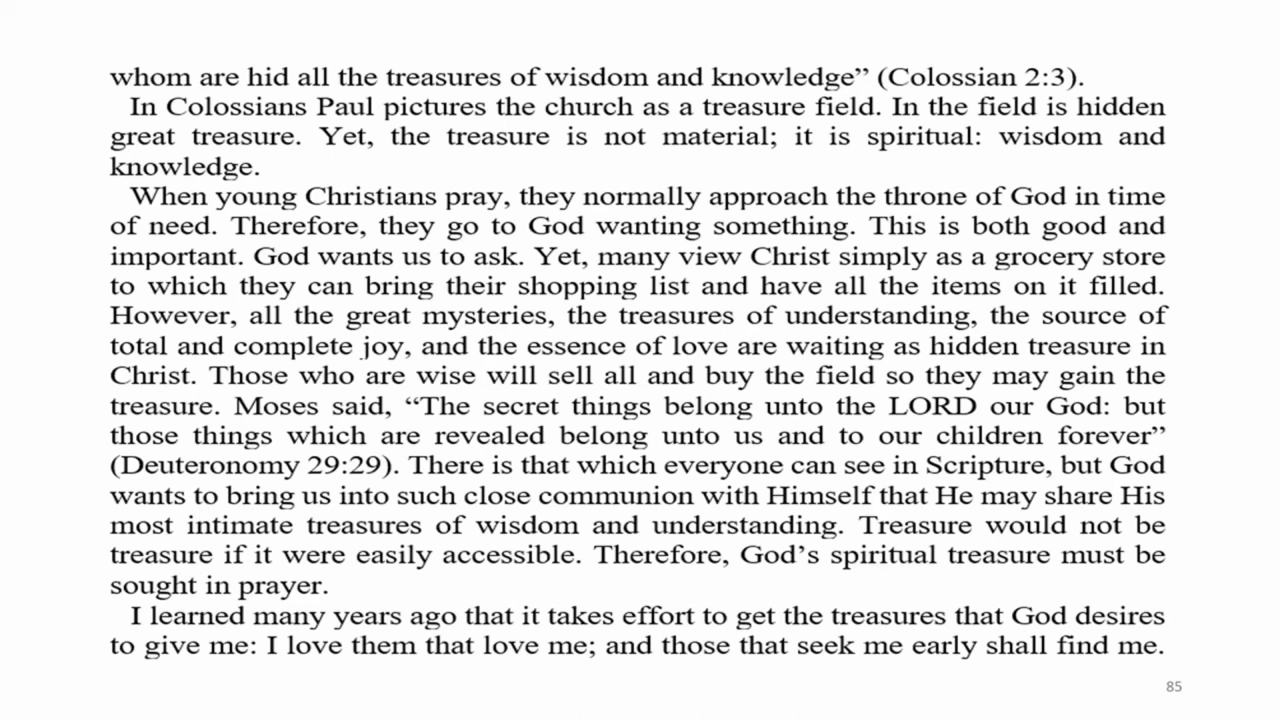 whom are hid all the treasures of wisdom and knowledge” (Colossian 2:3).
In Colossians Paul pictures the church as a treasure field. In the field is hidden
great treasure. Yet, the treasure is not material; it is spiritual: wisdom and
knowledge.
When young Christians pray, they normally approach the throne of God in time
of need. Therefore, they go to God wanting something. This is both good and
important. God wants us to ask. Yet, many view Christ simply as a grocery store
to which they can bring their shopping list and have all the items on it filled.
However, all the great mysteries, the treasures of understanding, the source of
total and complete joy, and the essence of love are waiting as hidden treasure in
Christ. Those who are wise will sell all and buy the field so they may gain the
treasure. Moses said, “The secret things belong unto the LORD our God: but
those things which are revealed belong unto us and to our children forever”
(Deuteronomy 29:29). There is that which everyone can see in Scripture, but God
wants to bring us into such close communion with Himself that He may share His
most intimate treasures of wisdom and understanding. Treasure would not be
treasure if it were easily accessible. Therefore, God’s spiritual treasure must be
sought in prayer.
I learned many years ago that it takes effort to get the treasures that God desires
to give me: I love them that love me; and those that seek me early shall find me.
85